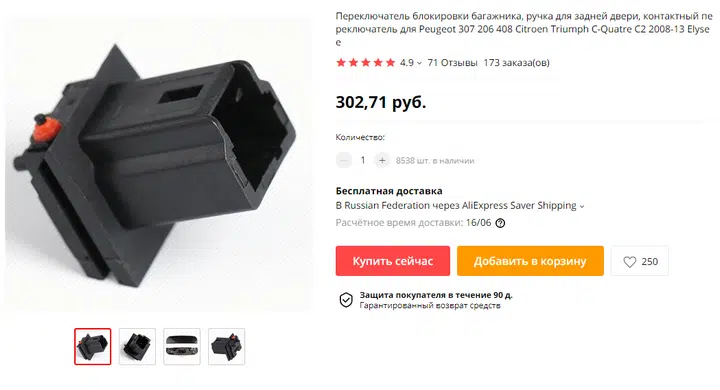 Переключатель блокировки багажника, ручка для задней двери, контактный пе
реключатель для Peugeot 307 206 408 Citroen Triumph C-Quatre C2 2008-13 Elyse
e
4.9 71 Отзывы 173 заказа(ов)
302,71 руб.
Количество:
1 + 8538 шт. в наличии
Бесплатная доставка
В Russian Federation через AliExpress Saver Shipping
Расчётное время доставки: 16/06
Купить сейчас Добавить в корзину 250
Защита покупателя в течение 90 д.
Гарантированный возврат средств